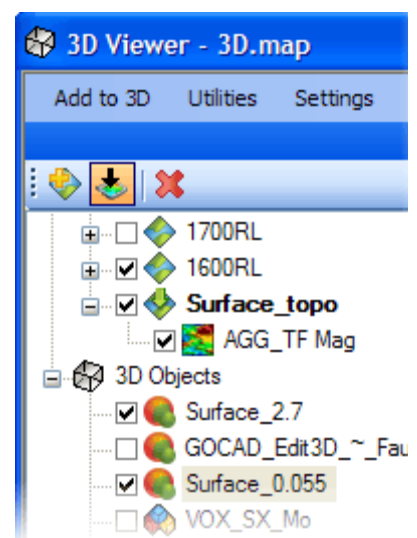 3D Viewer - 3D.map
Add to 3D Utilities Settings
1700RL
1600RL
Surface_topo
AGG_TF Mag
3D Objects
Surface_2.7
GOCAD_Edit3D_~_Fau
Surface_0.055
VOX_SX_Mo